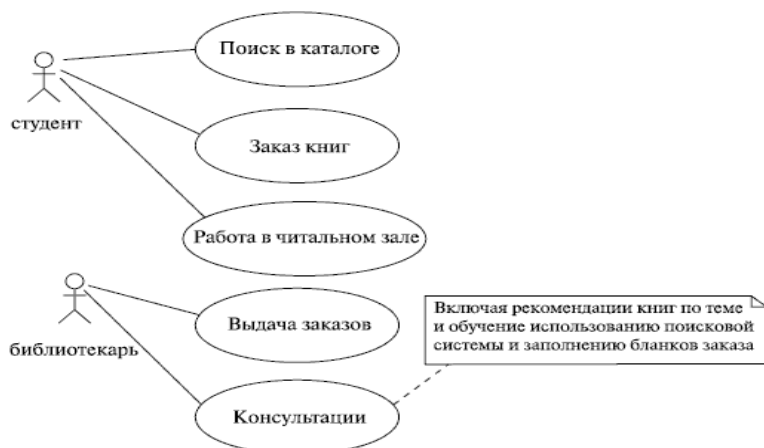 Поиск в каталоге
студент
Заказ книг
Работа в читальном зале
Выдача заказов
Включая рекомендации книг по теме
и обучение использованию поисковой
системы и заполнению бланков заказа
библиотекарь
Консультации